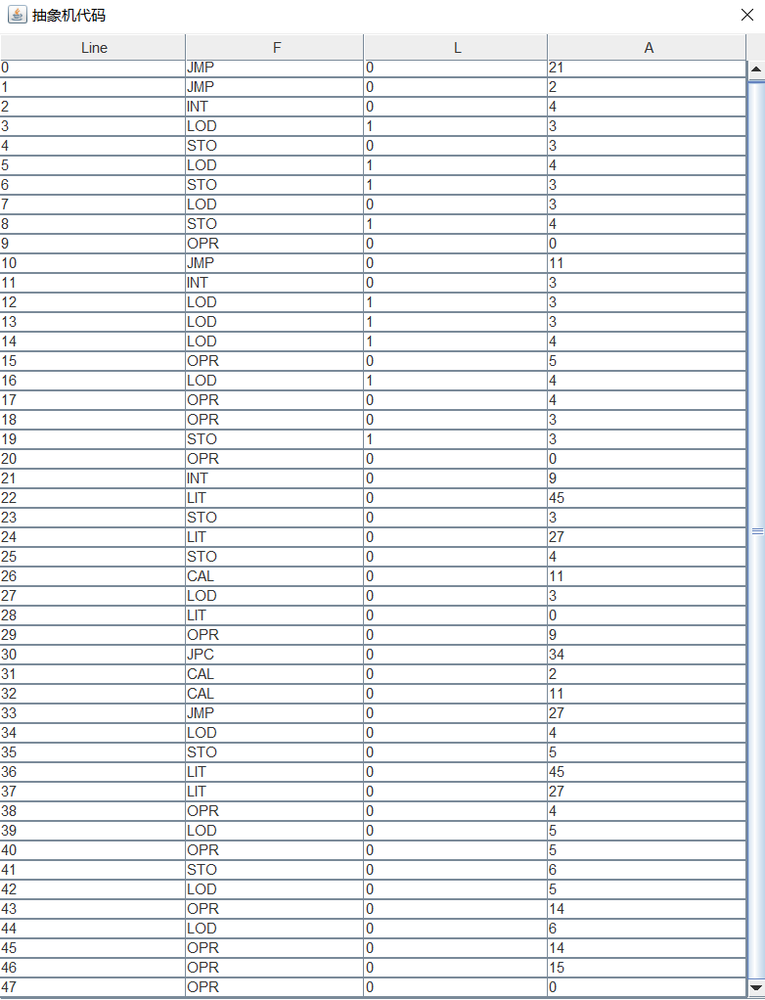 抽象机代码
Line F L A
0 JMP 0 21
1 JMP 0 2
2 INT 0 4
3 LOD 1 3
4 STO 0 3
5 LOD 1 4
6 STO 1 3
7 LOD 0 3
8 STO 1 4
9 OPR 0 0
10 JMP 0 11
11 INT 0 3
12 LOD 1 3
13 LOD 1 3
14 LOD 1 4
15 OPR 0 5
16 LOD 1 4
17 OPR 0 4
18 OPR 0 3
19 STO 1 3
20 OPR 0 0
21 INT 0 9
22 LIT 0 45
23 STO 0 3
24 LIT 0 27
25 STO 0 4
26 CAL 0 11
27 LOD 0 3
28 LIT 0 0
29 OPR 0 9
30 JPC 0 34
31 CAL 0 2
32 CAL 0 11
33 JMP 0 27
34 LOD 0 4
35 STO 0 5
36 LIT 0 45
37 LIT 0 27
38 OPR 0 4
39 LOD 0 5
40 OPR 0 5
41 STO 0 6
42 LOD 0 5
43 OPR 0 14
44 LOD 0 6
45 OPR 0 14
46 OPR 0 15
47 OPR 0 0